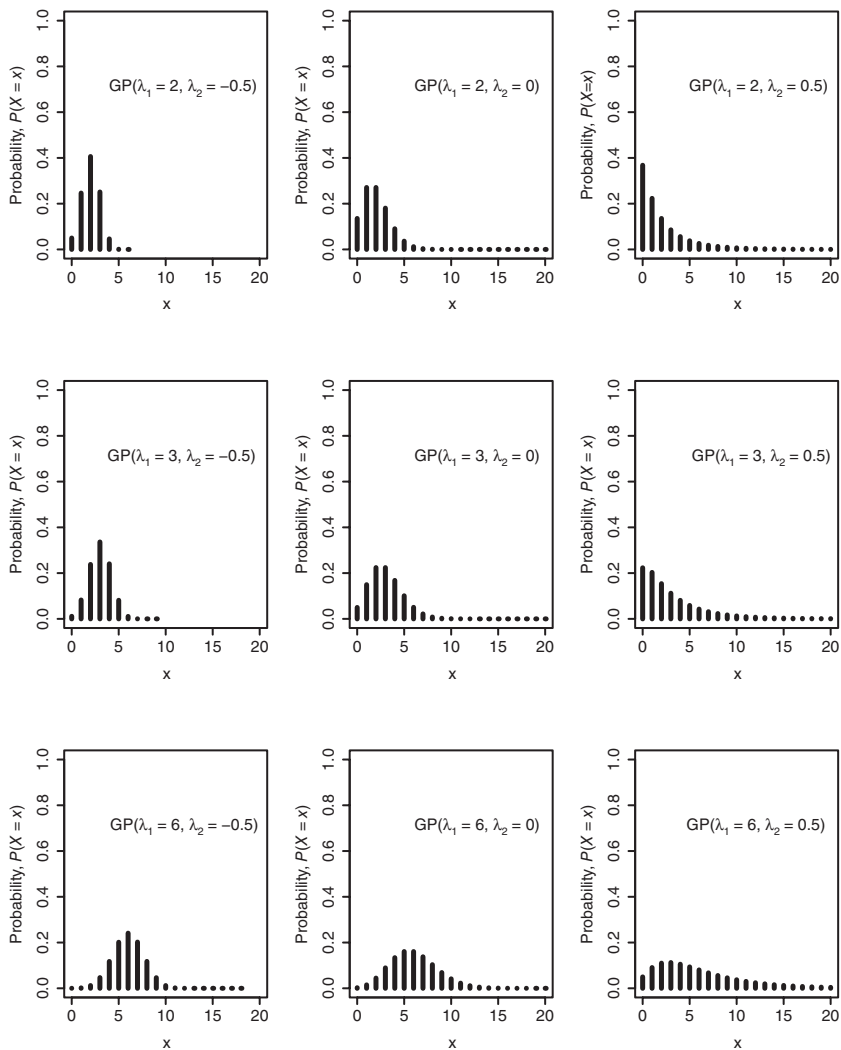 Probability, P(X = x)
0.0 0.2 0.4 0.6 0.8 1.0
GP(λ1 = 2, λ2 = −0.5)
0 5 10 15 20
x
Probability, P(X = x)
0.0 0.2 0.4 0.6 0.8 1.0
GP(λ1 = 2, λ2 = 0)
0 5 10 15 20
x
Probability, P(X=x)
0.0 0.2 0.4 0.6 0.8 1.0
GP(λ1 = 2, λ2 = 0.5)
0 5 10 15 20
x
Probability, P(X = x)
0.0 0.2 0.4 0.6 0.8 1.0
GP(λ1 = 3, λ2 = −0.5)
0 5 10 15 20
x
Probability, P(X = x)
0.0 0.2 0.4 0.6 0.8 1.0
GP(λ1 = 3, λ2 = 0)
0 5 10 15 20
x
Probability, P(X = x)
0.0 0.2 0.4 0.6 0.8 1.0
GP(λ1 = 3, λ2 = 0.5)
0 5 10 15 20
x
Probability, P(X = x)
0.0 0.2 0.4 0.6 0.8 1.0
GP(λ1 = 6, λ2 = −0.5)
0 5 10 15 20
x
Probability, P(X = x)
0.0 0.2 0.4 0.6 0.8 1.0
GP(λ1 = 6, λ2 = 0)
0 5 10 15 20
x
Probability, P(X = x)
0.0 0.2 0.4 0.6 0.8 1.0
GP(λ1 = 6, λ2 = 0.5)
0 5 10 15 20
x